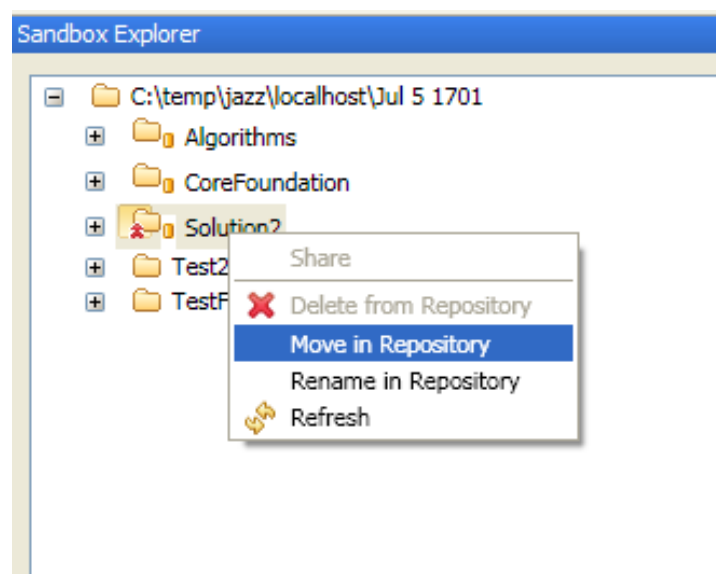 Sandbox Explorer
C:\temp\jazz\localhost\Jul 5 1701
Algorithms
CoreFoundation
Solution2
Test2
TestF
Share
Delete from Repository
Move in Repository
Rename in Repository
Refresh